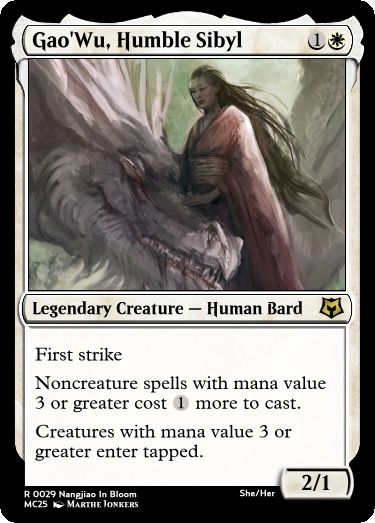 Gao'Wu, Humble Sibyl 1
Legendary Creature — Human Bard
First strike
Noncreature spells with mana value
3 or greater cost 1 more to cast.
Creatures with mana value 3 or
greater enter tapped.
2/1
R 0029 Nangjiao In Bloom She/Her
MC25 Marthe Jonkers